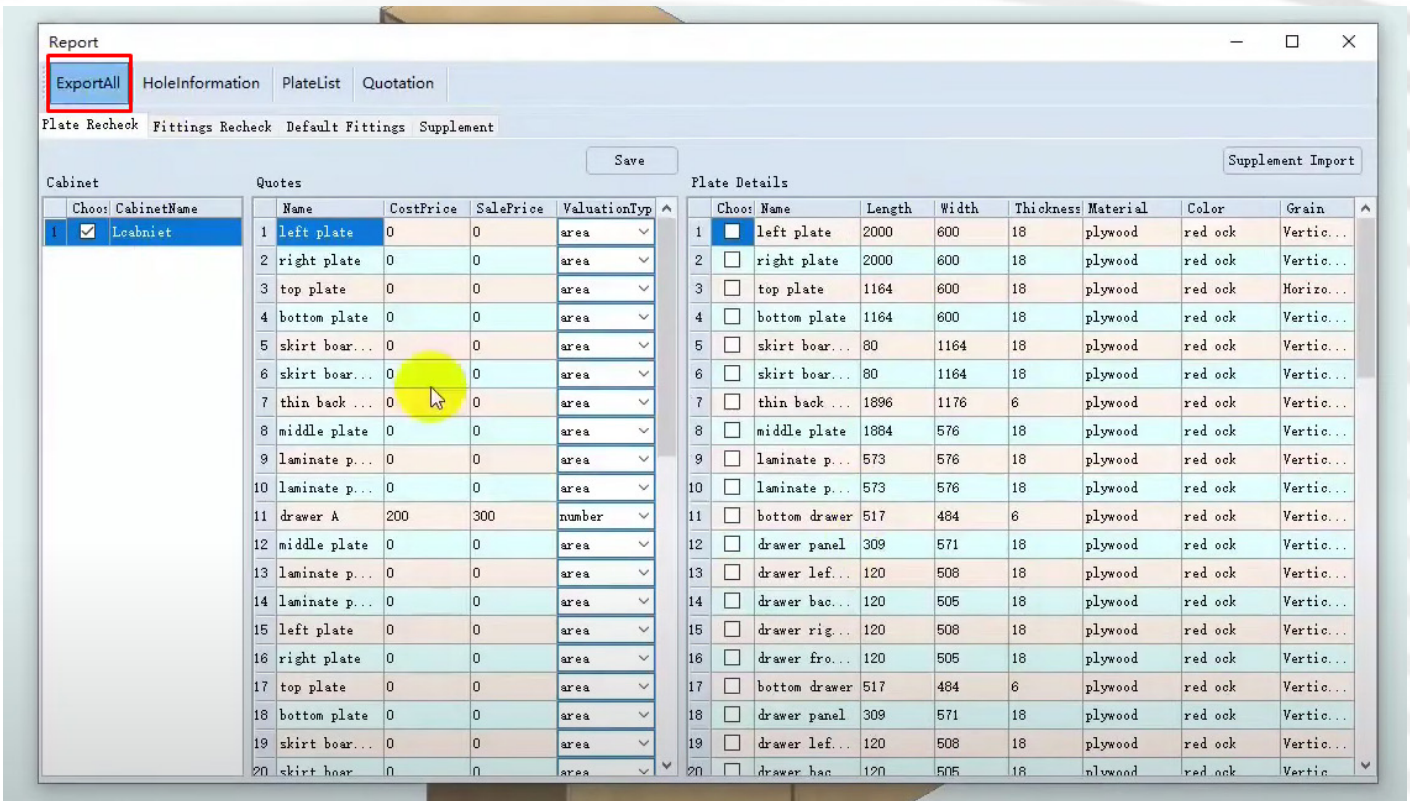 Report
ExportAll HoleInformation PlateList Quotation
Plate Recheck Fittings Recheck Default Fittings Supplement
Save Supplement Import
Cabinet Quotes Plate Details
Choo: CabinetName Name CostPrice SalePrice ValuationTyp Choo: Name Length Width Thickness Material Color Grain
1 Lcabniet 1 left plate 0 0 area 1 left plate 2000 600 18 plywood red ock Vertic...
2 right plate 0 0 area 2 right plate 2000 600 18 plywood red ock Vertic...
3 top plate 0 0 area 3 top plate 1164 600 18 plywood red ock Horizo...
4 bottom plate 0 0 area 4 bottom plate 1164 600 18 plywood red ock Vertic...
5 skirt boar... 0 0 area 5 skirt boar... 80 1164 18 plywood red ock Vertic...
6 skirt boar... 0 0 area 6 skirt boar... 80 1164 18 plywood red ock Vertic...
7 thin back ... 0 0 area 7 thin back ... 1896 1176 6 plywood red ock Vertic...
8 middle plate 0 0 area 8 middle plate 1884 576 18 plywood red ock Vertic...
9 laminate p... 0 0 area 9 laminate p... 573 576 18 plywood red ock Vertic...
10 laminate p... 0 0 area 10 laminate p... 573 576 18 plywood red ock Vertic...
11 drawer A 200 300 number 11 bottom drawer 517 484 6 plywood red ock Vertic...
12 middle plate 0 0 area 12 drawer panel 309 571 18 plywood red ock Vertic...
13 laminate p... 0 0 area 13 drawer lef... 120 508 18 plywood red ock Vertic...
14 laminate p... 0 0 area 14 drawer bac... 120 505 18 plywood red ock Vertic...
15 left plate 0 0 area 15 drawer rig... 120 508 18 plywood red ock Vertic...
16 right plate 0 0 area 16 drawer fro... 120 505 18 plywood red ock Vertic...
17 top plate 0 0 area 17 bottom drawer 517 484 6 plywood red ock Vertic...
18 bottom plate 0 0 area 18 drawer panel 309 571 18 plywood red ock Vertic...
19 skirt boar... 0 0 area 19 drawer lef... 120 508 18 plywood red ock Vertic...
20 skirt boar 0 0 area 20 drawer bac 120 505 18 plywood red ock Vertic